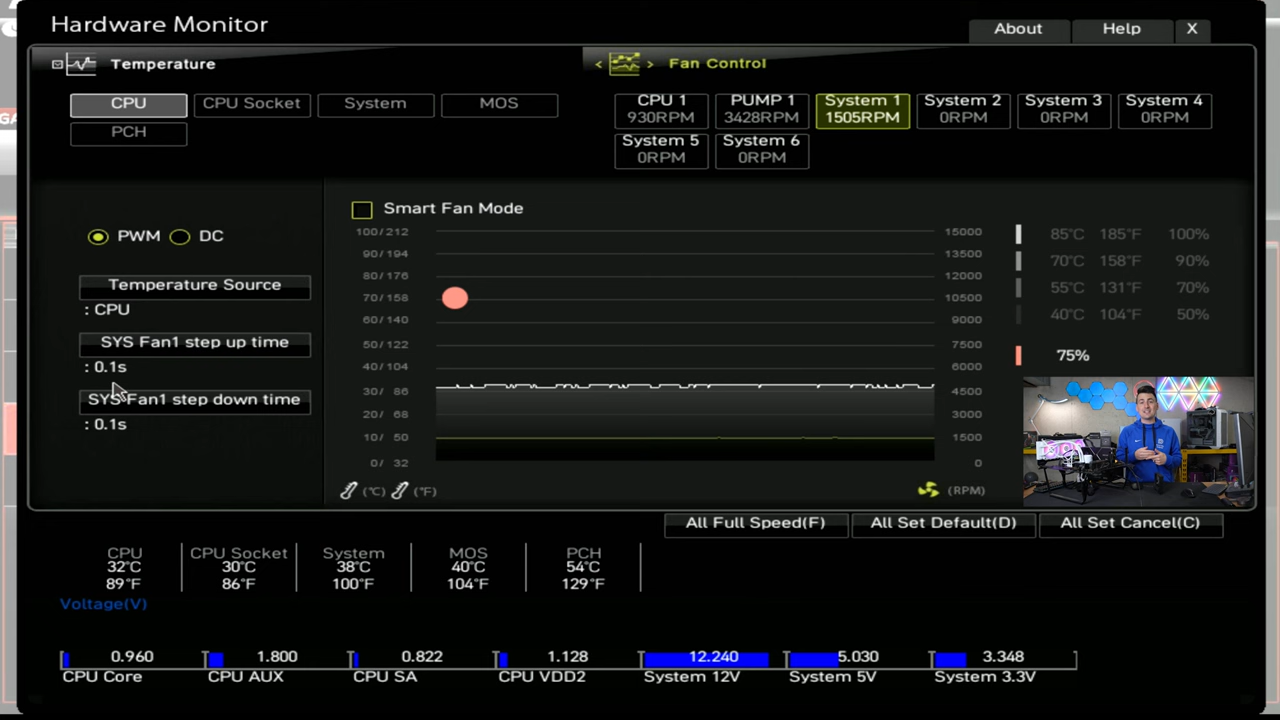 Hardware Monitor
About
Help
X
Temperature
< > Fan Control
CPU
CPU Socket
System
MOS
PCH
CPU 1
930RPM
PUMP 1
3428RPM
System 1
1505RPM
System 2
0RPM
System 3
0RPM
System 4
0RPM
System 5
0RPM
System 6
0RPM
PWM
DC
Temperature Source
: CPU
SYS Fan1 step up time
: 0.1s
SYS Fan1 step down time
: 0.1s
Smart Fan Mode
100/212
90/194
80/176
70/158
60/140
50/122
40/104
30/ 86
20/ 68
10/ 50
0/ 32
(°C) (°F)
15000
13500
12000
10500
9000
7500
6000
4500
3000
1500
0
(RPM)
85°C 185°F 100%
70°C 158°F 90%
55°C 131°F 70%
40°C 104°F 50%
75%
All Full Speed(F)
All Set Default(D)
All Set Cancel(C)
CPU
32°C
89°F
CPU Socket
30°C
86°F
System
38°C
100°F
MOS
40°C
104°F
PCH
54°C
129°F
Voltage(V)
0.960
CPU Core
1.800
CPU AUX
0.822
CPU SA
1.128
CPU VDD2
12.240
System 12V
5.030
System 5V
3.348
System 3.3V